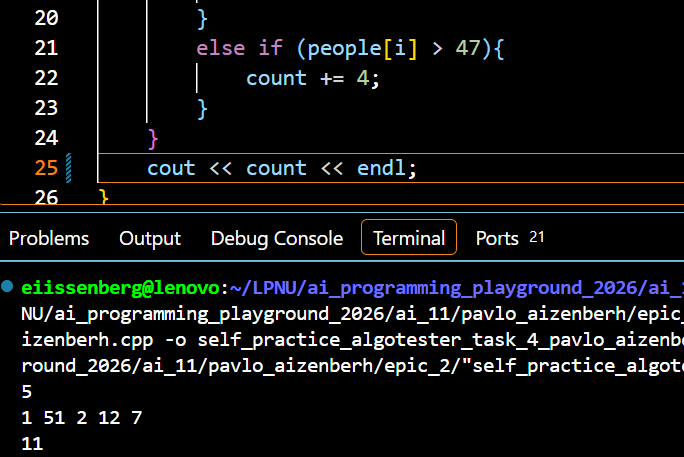 20 }
21 else if (people[i] > 47){
22 count += 4;
23 }
24 }
25 cout << count << endl;
26 }
Problems Output Debug Console Terminal Ports 21
eiissenberg@lenovo:~/LPNU/ai_programming_playground_2026/ai_1
NU/ai_programming_playground_2026/ai_11/pavlo_aizenberh/epic_
izenberh.cpp -o self_practice_algotester_task_4_pavlo_aizenbe
round_2026/ai_11/pavlo_aizenberh/epic_2/"self_practice_algote
5
1 51 2 12 7
11